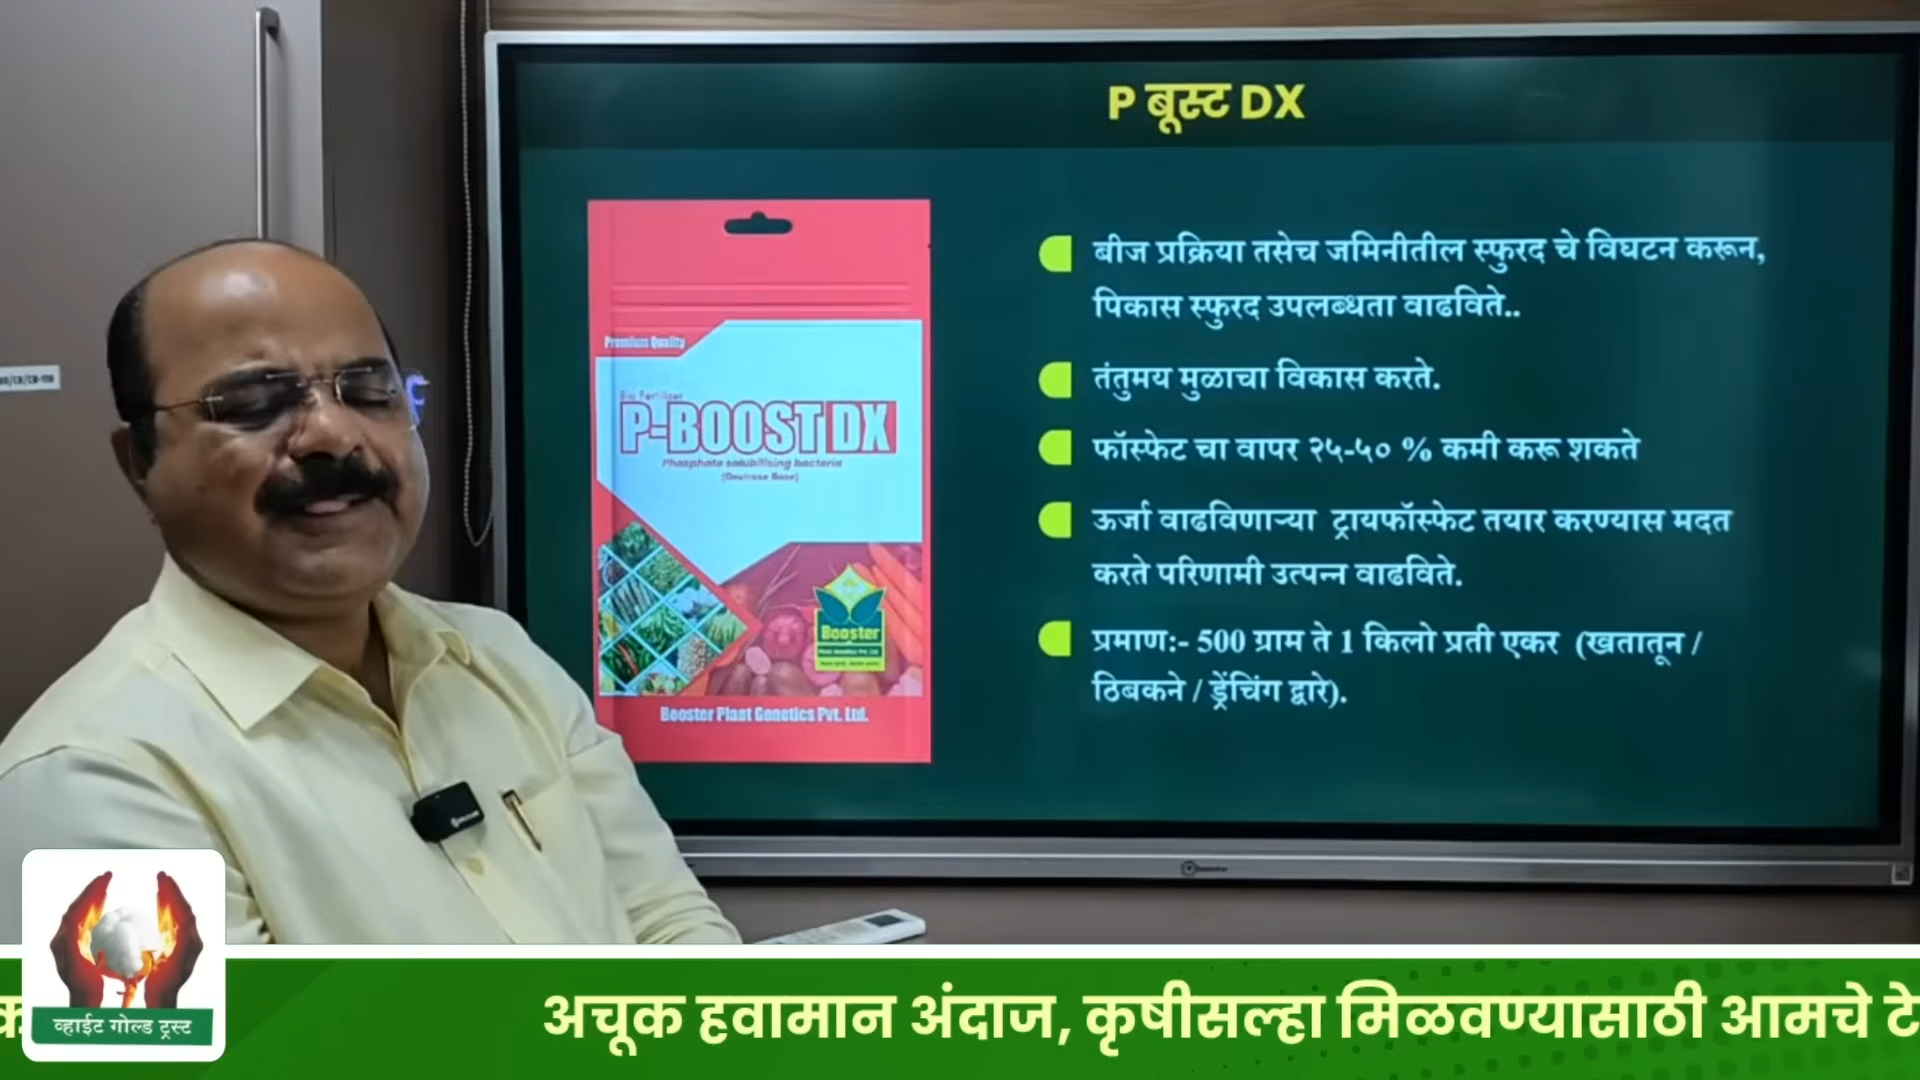 P बूस्ट DX
बीज प्रक्रिया तसेच जमिनीतील स्फुरद चे विघटन करून,
पिकास स्फुरद उपलब्धता वाढविते..
तंतुमय मुळाचा विकास करते.
फॉस्फेट चा वापर २५-५० % कमी करू शकते
ऊर्जा वाढविणाऱ्या ट्रायफॉस्फेट तयार करण्यास मदत
करते परिणामी उत्पन्न वाढविते.
प्रमाण:- 500 ग्राम ते 1 किलो प्रती एकर (खतातून /
ठिबकने / ड्रेंचिंग द्वारे).
Premium Quality
Bio Fertilizer
P-BOOST DX
Phosphate solubilising bacteria
(Dextrose Base)
Booster
Booster Plant Genetics Pvt. Ltd.
व्हाईट गोल्ड ट्रस्ट
अचूक हवामान अंदाज, कृषीसल्हा मिळवण्यासाठी आमचे टे